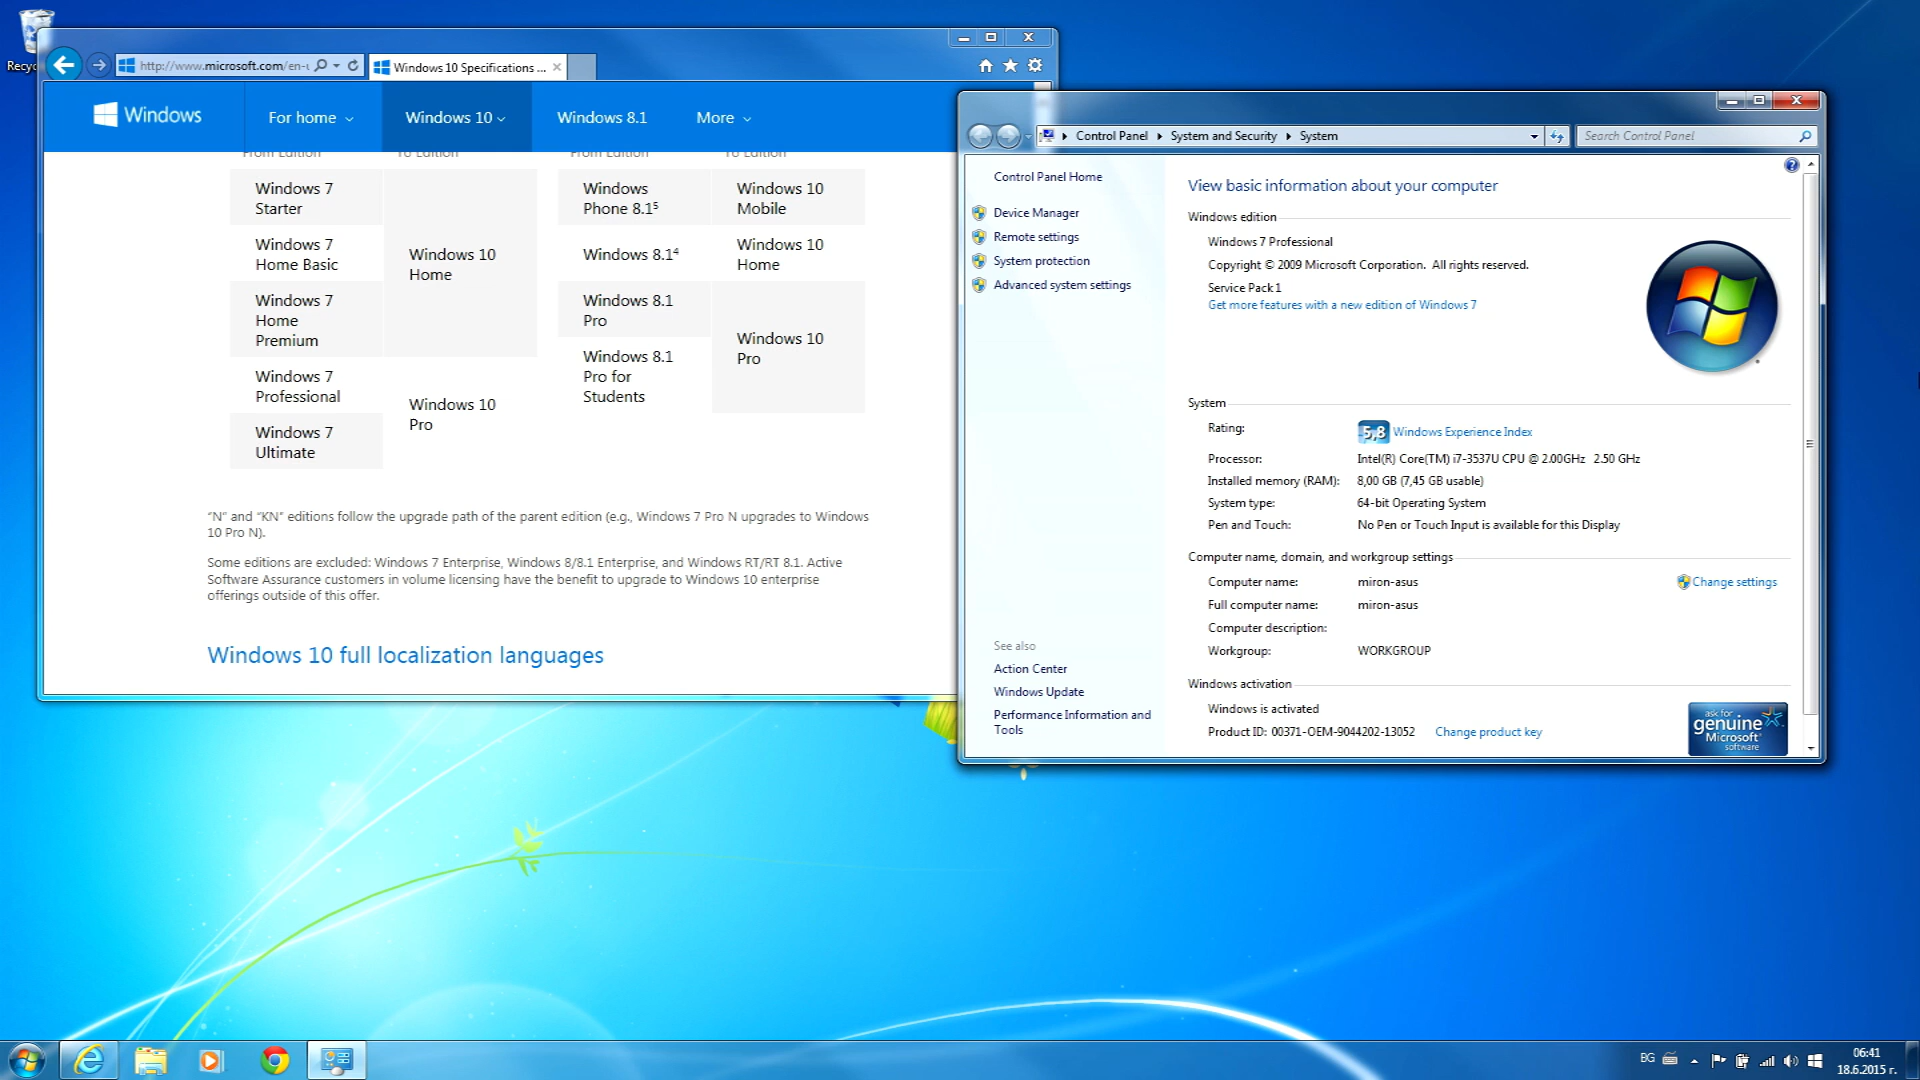 Recyc
http://www.microsoft.com/en-u
Windows 10 Specifications ...
Windows
For home
Windows 10
Windows 8.1
More
From Edition
To Edition
From Edition
To Edition
Windows 7
Starter
Windows 7
Home Basic
Windows 7
Home
Premium
Windows 10
Home
Windows 7
Professional
Windows 7
Ultimate
Windows 10
Pro
Windows
Phone 8.1⁵
Windows 10
Mobile
Windows 8.1⁴
Windows 10
Home
Windows 8.1
Pro
Windows 8.1
Pro for
Students
Windows 10
Pro
“N” and “KN” editions follow the upgrade path of the parent edition (e.g., Windows 7 Pro N upgrades to Windows
10 Pro N).
Some editions are excluded: Windows 7 Enterprise, Windows 8/8.1 Enterprise, and Windows RT/RT 8.1. Active
Software Assurance customers in volume licensing have the benefit to upgrade to Windows 10 enterprise
offerings outside of this offer.
Windows 10 full localization languages
Control Panel
System and Security
System
Search Control Panel
Control Panel Home
Device Manager
Remote settings
System protection
Advanced system settings
See also
Action Center
Windows Update
Performance Information and
Tools
View basic information about your computer
Windows edition
Windows 7 Professional
Copyright © 2009 Microsoft Corporation. All rights reserved.
Service Pack 1
Get more features with a new edition of Windows 7
System
Rating:
5,8 Windows Experience Index
Processor:
Intel(R) Core(TM) i7-3537U CPU @ 2.00GHz 2.50 GHz
Installed memory (RAM):
8,00 GB (7,45 GB usable)
System type:
64-bit Operating System
Pen and Touch:
No Pen or Touch Input is available for this Display
Computer name, domain, and workgroup settings
Computer name:
miron-asus
Change settings
Full computer name:
miron-asus
Computer description:
Workgroup:
WORKGROUP
Windows activation
Windows is activated
Product ID: 00371-OEM-9044202-13052
Change product key
ask for
genuine
Microsoft
software
BG
06:41
18.6.2015 г.